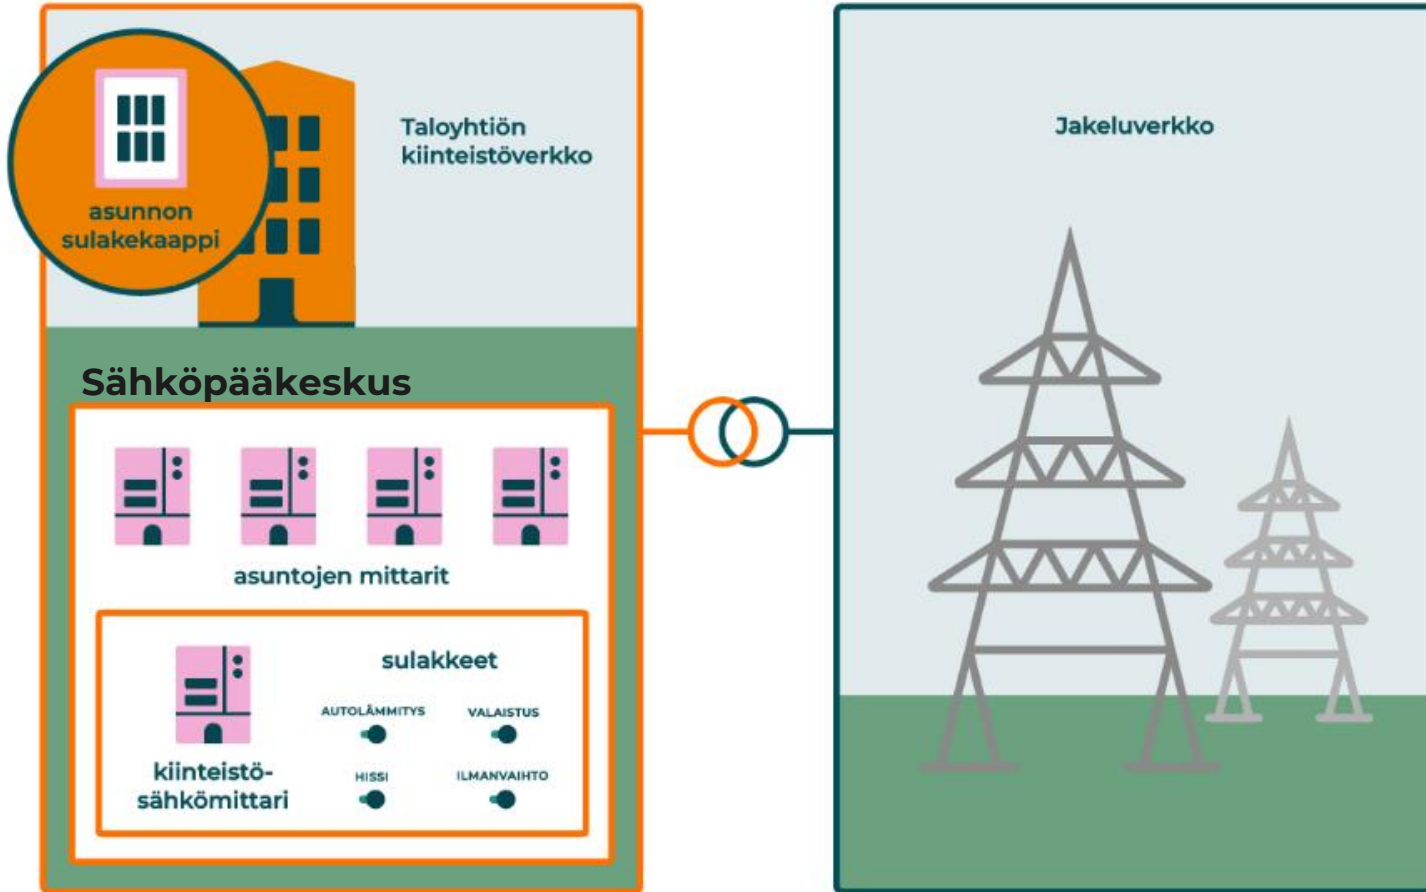 Taloyhtiön
kiinteistöverkko
asunnon
sulakekaappi
Sähköpääkeskus
asuntojen mittarit
kiinteistö-
sähkömittari
sulakkeet
AUTOLÄMMITYS
VALAISTUS
HISSI
ILMANVAIHTO
Jakeluverkko